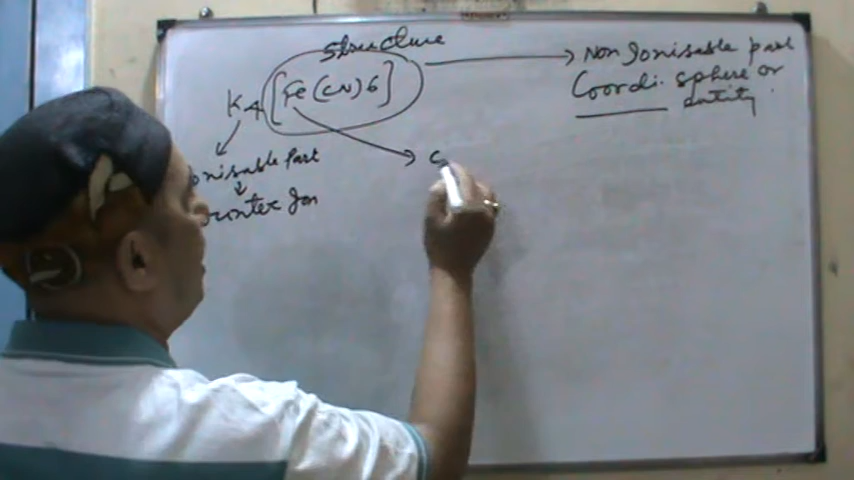 Structure
K4 [Fe(CN)6]
Non Ionisable part
Coordi. sphere or
entity.
onisable Part
ounter Ion
C